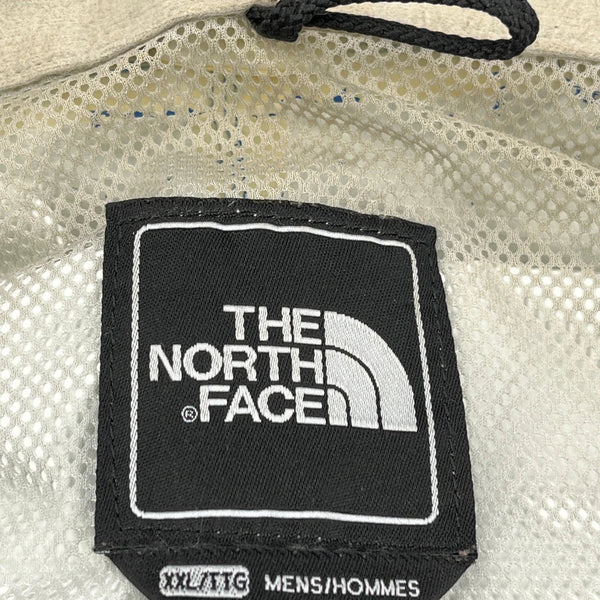 THE
NORTH
® FACE
XXL/TTG MENS/HOMMES